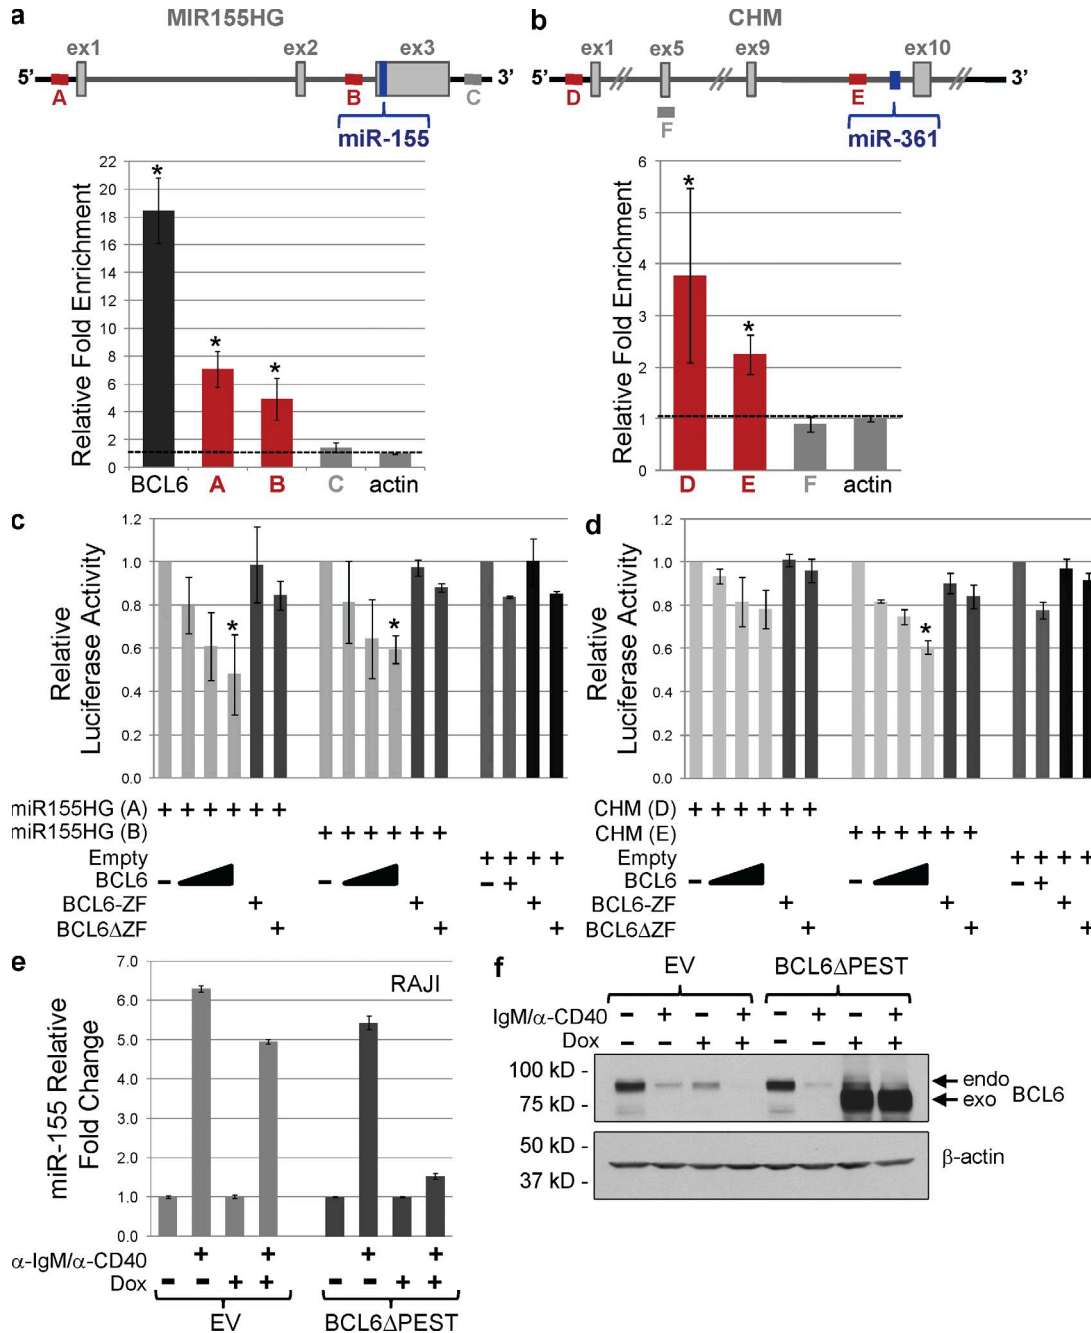 a
MIR155HG
ex1
ex2
ex3
5'
3'
A
B
C
miR-155
Relative Fold Enrichment
22
20
18
16
14
12
10
8
6
4
2
0
*
*
*
BCL6
A
B
C
actin
b
CHM
ex1
ex5
ex9
ex10
5'
3'
D
E
F
miR-361
Relative Fold Enrichment
6
5
4
3
2
1
0
*
*
D
E
F
actin
c
Relative
Luciferase Activity
1.2
1.0
0.8
0.6
0.4
0.2
0.0
*
*
miR155HG (A) + + + + + +
miR155HG (B) + + + + + +
Empty + + + +
BCL6 - - - +
BCL6-ZF + + +
BCL6ΔZF + + +
d
Relative
Luciferase Activity
1.2
1.0
0.8
0.6
0.4
0.2
0.0
*
CHM (D) + + + + + +
CHM (E) + + + + + +
Empty + + + +
BCL6 - - - +
BCL6-ZF + + +
BCL6ΔZF + + +
e
RAJI
miR-155 Relative
Fold Change
7.0
6.0
5.0
4.0
3.0
2.0
1.0
0.0
α-IgM/α-CD40 + + + +
Dox - - + + - - + +
EV
BCL6ΔPEST
f
EV
BCL6ΔPEST
IgM/α-CD40 - + - + - + - +
Dox - - + + - - + +
100 kD -
75 kD -
endo
exo
BCL6
50 kD -
37 kD -
β-actin